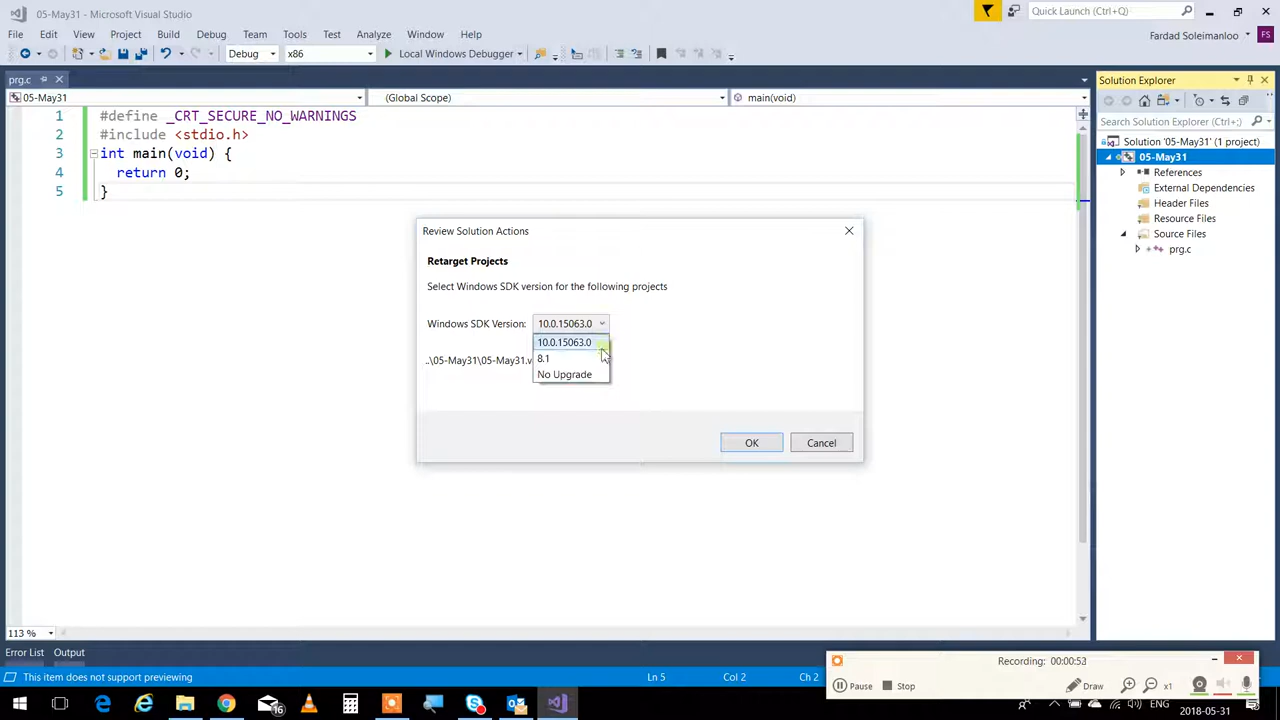 05-May31 - Microsoft Visual Studio
Quick Launch (Ctrl+Q)
File Edit View Project Build Debug Team Tools Test Analyze Window Help
Fardad Soleimanloo FS
Debug x86 Local Windows Debugger
prg.c
Solution Explorer
05-May31 (Global Scope) main(void)
1 #define _CRT_SECURE_NO_WARNINGS
2 #include <stdio.h>
3 int main(void) {
4 return 0;
5 }
Search Solution Explorer (Ctrl+;)
Solution '05-May31' (1 project)
05-May31
References
External Dependencies
Header Files
Resource Files
Source Files
prg.c
Review Solution Actions
Retarget Projects
Select Windows SDK version for the following projects
Windows SDK Version: 10.0.15063.0
10.0.15063.0
..\05-May31\05-May31.v
8.1
No Upgrade
OK Cancel
113 %
Error List Output
This item does not support previewing Ln 5 Col 2 Ch 2
Recording: 00:00:53
Pause Stop Draw x1
16
ENG 2018-05-31